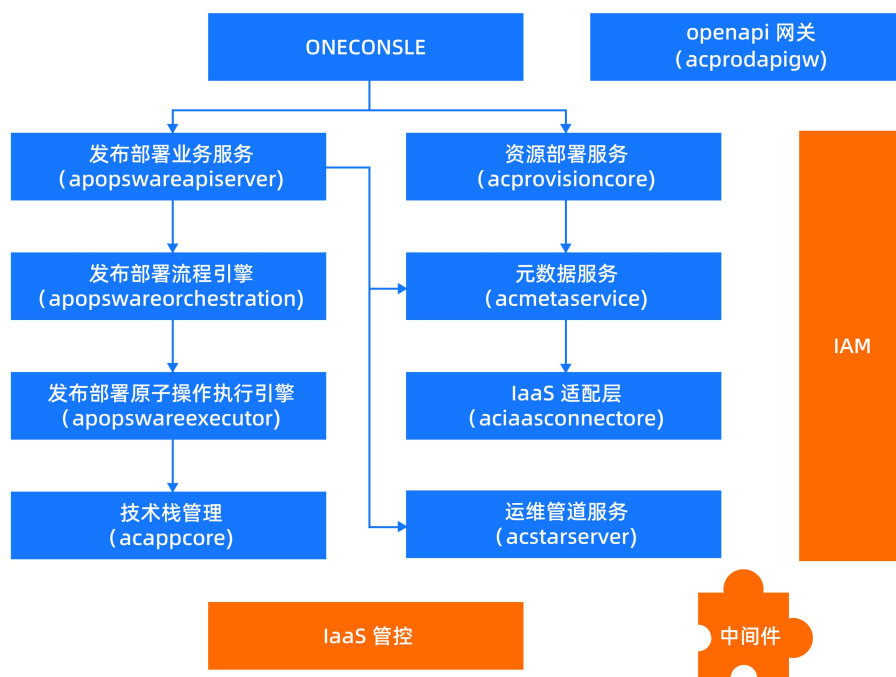 ONECONSLE
openapi 网关
(acprodapigw)
发布部署业务服务
(apopswareapiserver)
资源部署服务
(acprovisioncore)
发布部署流程引擎
(apopswareorchestration)
元数据服务
(acmetaservice)
IAM
发布部署原子操作执行引擎
(apopswareexecutor)
IaaS 适配层
(aciaasconnectore)
技术栈管理
(acappcore)
运维管道服务
(acstarserver)
IaaS 管控
中间件